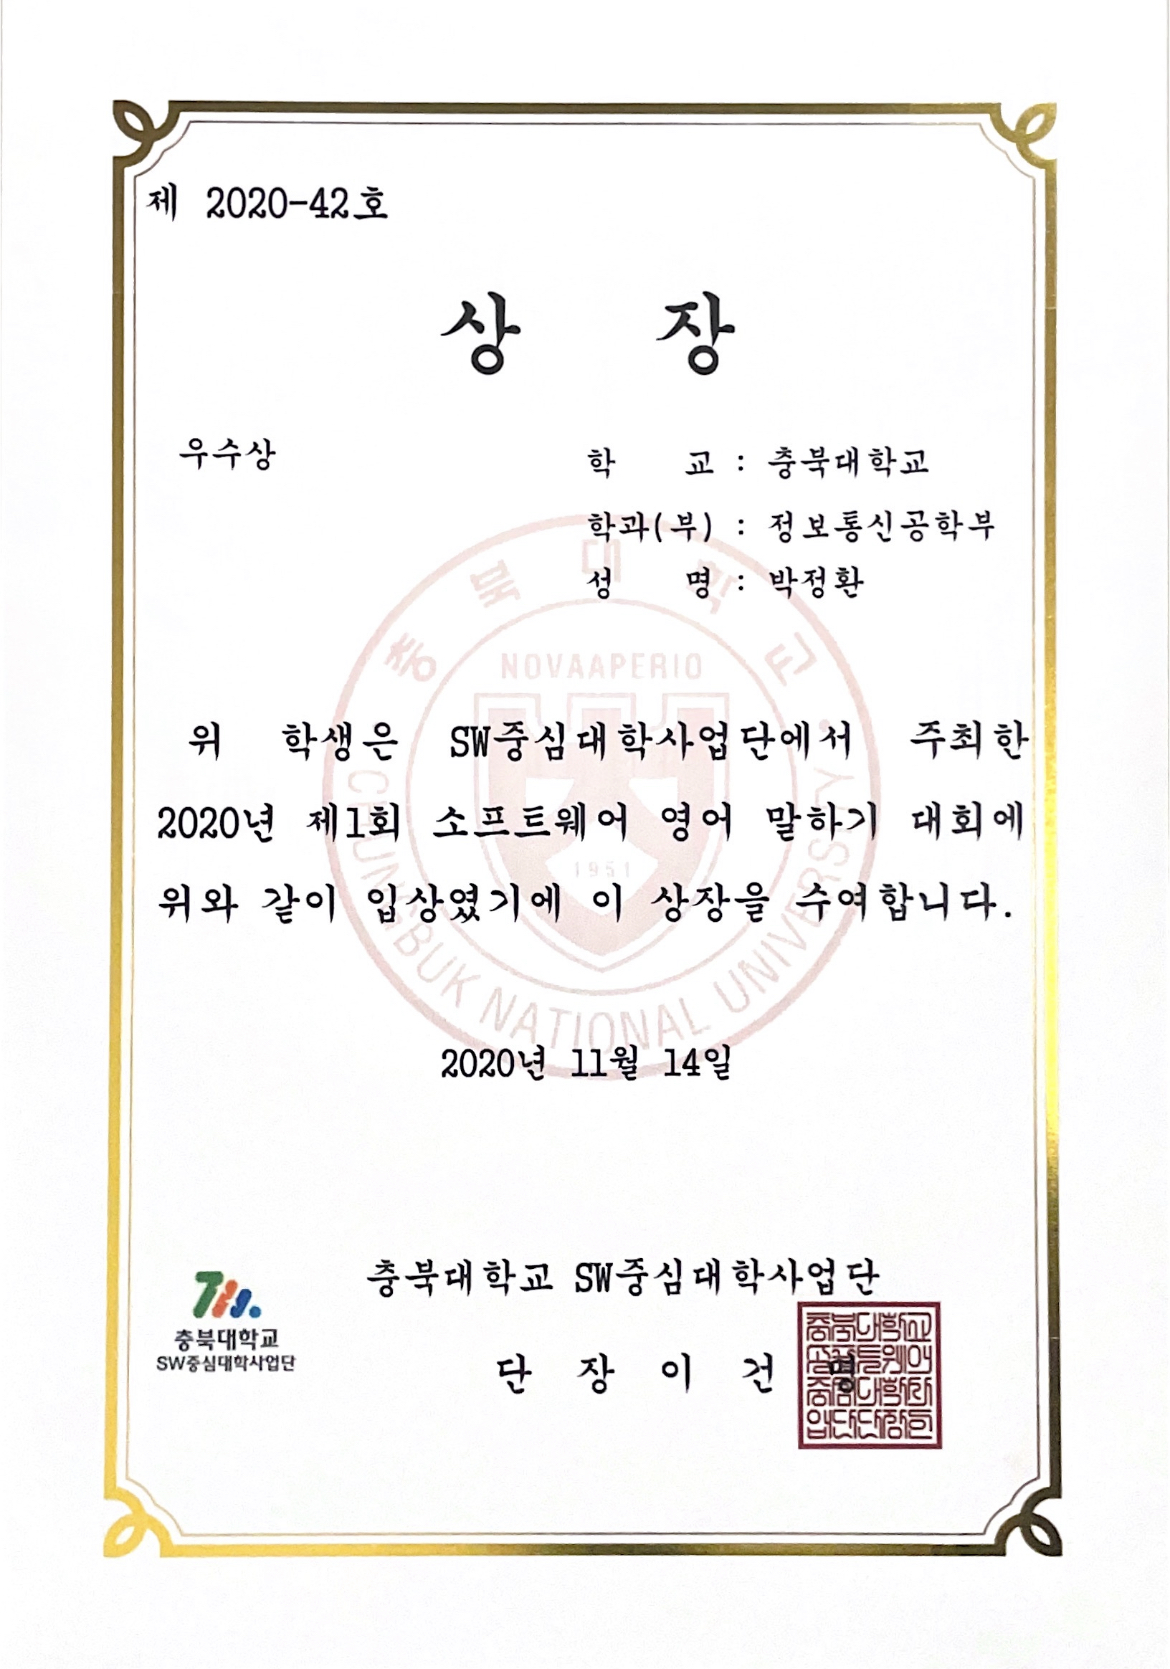 제 2020-42호
상 장
우수상
학 교 : 충북대학교
학과(부) : 정보통신공학부
성 명 : 박정환
위 학생은 SW중심대학사업단에서 주최한
2020년 제1회 소프트웨어 영어 말하기 대회에
위와 같이 입상였기에 이 상장을 수여합니다.
2020년 11월 14일
충북대학교 SW중심대학사업단
단 장 이 건 명
충북대학교
SW중심대학사업단
충북대학교
NOVAAPERIO
1951
CHUNGBUK NATIONAL UNIVERSITY
충북대학교
소프트웨어
중심대학사
업단단장인